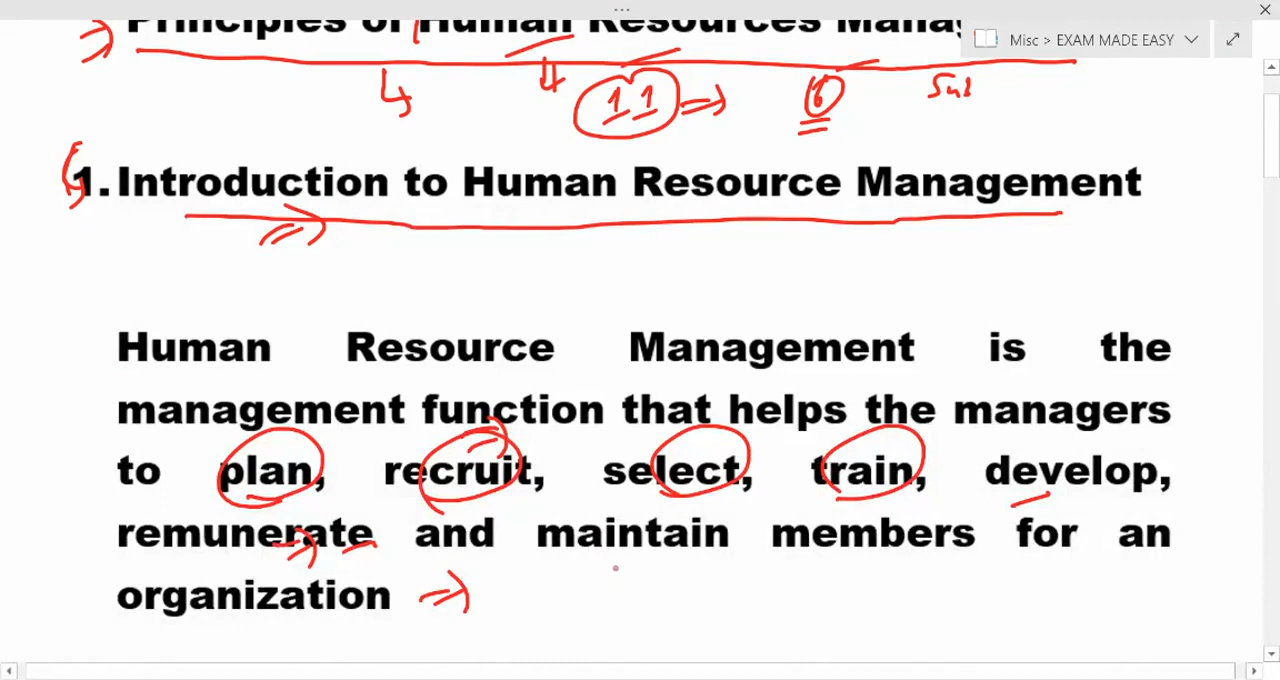 Principles of Human Resources Manag
Misc > EXAM MADE EASY
11
6
Sub
1. Introduction to Human Resource Management
Human Resource Management is the
management function that helps the managers
to plan, recruit, select, train, develop,
remunerate and maintain members for an
organization